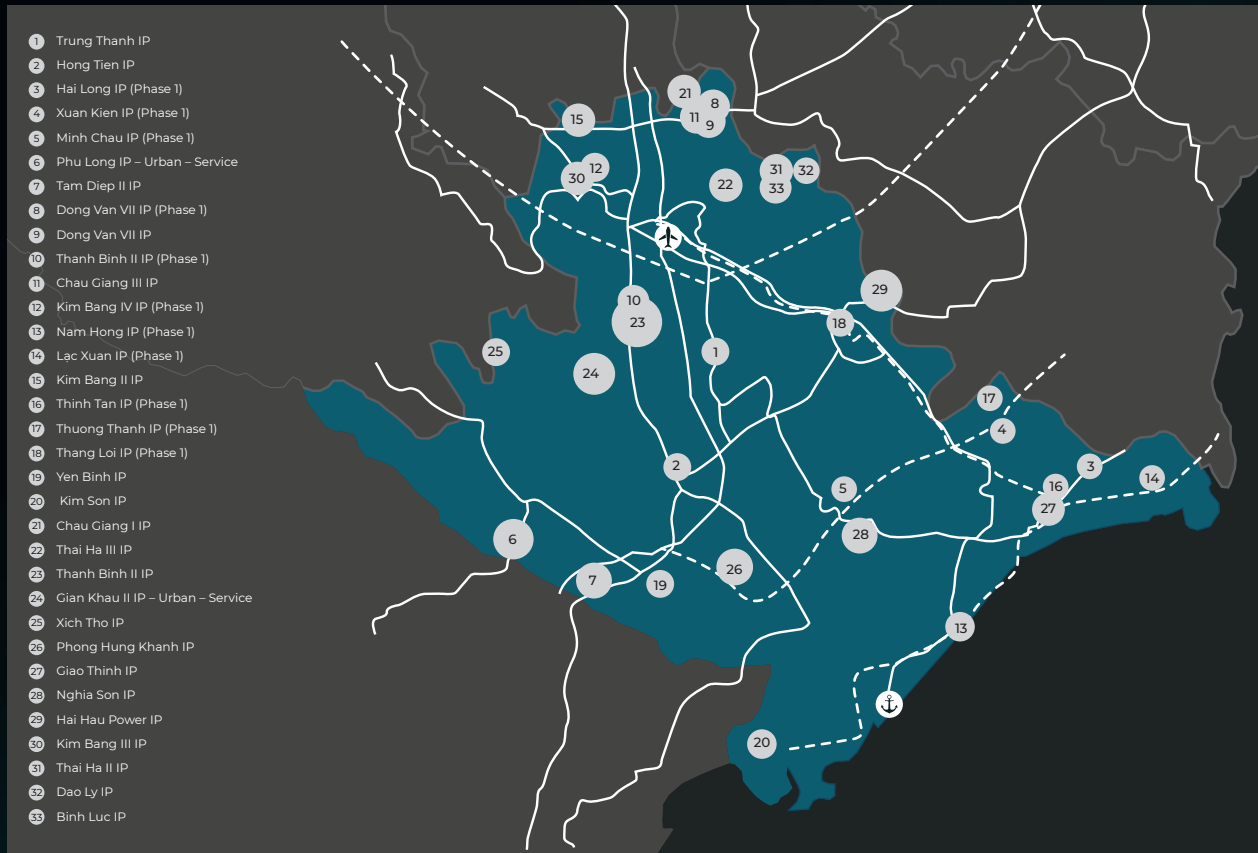 1 Trung Thanh IP
2 Hong Tien IP
3 Hai Long IP (Phase 1)
4 Xuan Kien IP (Phase 1)
5 Minh Chau IP (Phase 1)
6 Phu Long IP – Urban – Service
7 Tam Diep II IP
8 Dong Van VII IP (Phase 1)
9 Dong Van VII IP
10 Thanh Binh II IP (Phase 1)
11 Chau Giang III IP
12 Kim Bang IV IP (Phase 1)
13 Nam Hong IP (Phase 1)
14 Lạc Xuan IP (Phase 1)
15 Kim Bang II IP
16 Thinh Tan IP (Phase 1)
17 Thuong Thanh IP (Phase 1)
18 Thang Loi IP (Phase 1)
19 Yen Binh IP
20 Kim Son IP
21 Chau Giang I IP
22 Thai Ha III IP
23 Thanh Binh II IP
24 Gian Khau II IP – Urban – Service
25 Xich Tho IP
26 Phong Hung Khanh IP
27 Giao Thinh IP
28 Nghia Son IP
29 Hai Hau Power IP
30 Kim Bang III IP
31 Thai Ha II IP
32 Dao Ly IP
33 Binh Luc IP
21
8
15
11
9
12
30
31
32
22
33
29
10
23
18
25
1
24
17
4
2
3
14
5
16
27
28
6
26
7
19
13
20